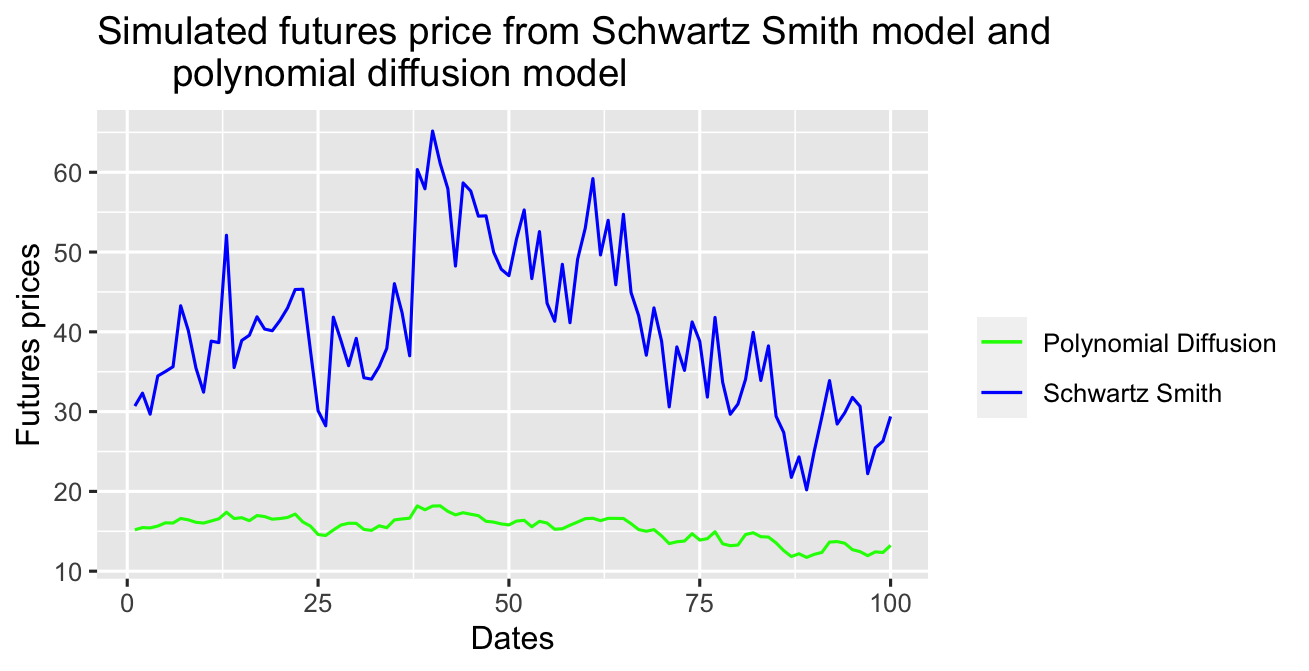 Simulated futures price from Schwartz Smith model and
polynomial diffusion model
Futures prices
60
50
40
30
20
10
0 25 50 75 100
Dates
Polynomial Diffusion
Schwartz Smith